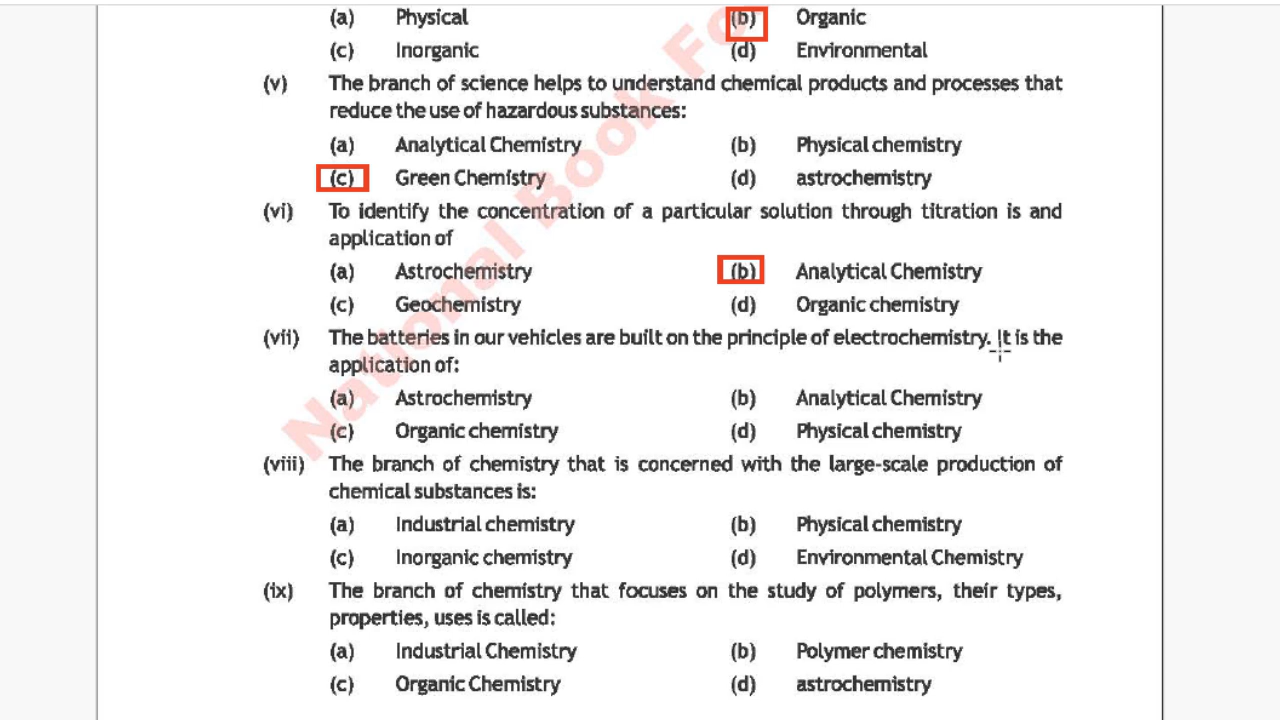 (a) Physical (b) Organic
(c) Inorganic (d) Environmental
(v) The branch of science helps to understand chemical products and processes that
reduce the use of hazardous substances:
(a) Analytical Chemistry (b) Physical chemistry
(c) Green Chemistry (d) astrochemistry
(vi) To identify the concentration of a particular solution through titration is and
application of
(a) Astrochemistry (b) Analytical Chemistry
(c) Geochemistry (d) Organic chemistry
(vii) The batteries in our vehicles are built on the principle of electrochemistry. It is the
application of:
(a) Astrochemistry (b) Analytical Chemistry
(c) Organic chemistry (d) Physical chemistry
(viii) The branch of chemistry that is concerned with the large-scale production of
chemical substances is:
(a) Industrial chemistry (b) Physical chemistry
(c) Inorganic chemistry (d) Environmental Chemistry
(ix) The branch of chemistry that focuses on the study of polymers, their types,
properties, uses is called:
(a) Industrial Chemistry (b) Polymer chemistry
(c) Organic Chemistry (d) astrochemistry
National Book Fo